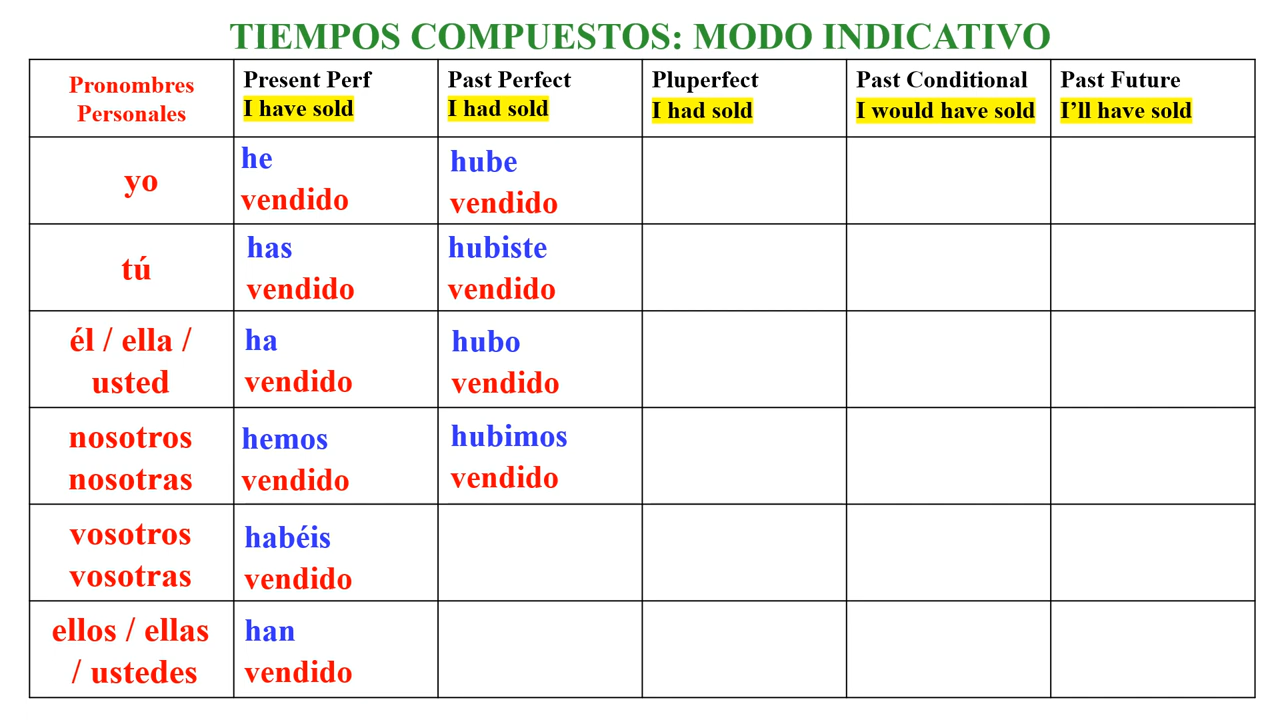 TIEMPOS COMPUESTOS: MODO INDICATIVO
Pronombres
Personales
Present Perf
I have sold
Past Perfect
I had sold
Pluperfect
I had sold
Past Conditional
I would have sold
Past Future
I’ll have sold
yo
he
vendido
hube
vendido
tú
has
vendido
hubiste
vendido
él / ella /
usted
ha
vendido
hubo
vendido
nosotros
nosotras
hemos
vendido
hubimos
vendido
vosotros
vosotras
habéis
vendido
ellos / ellas
/ ustedes
han
vendido